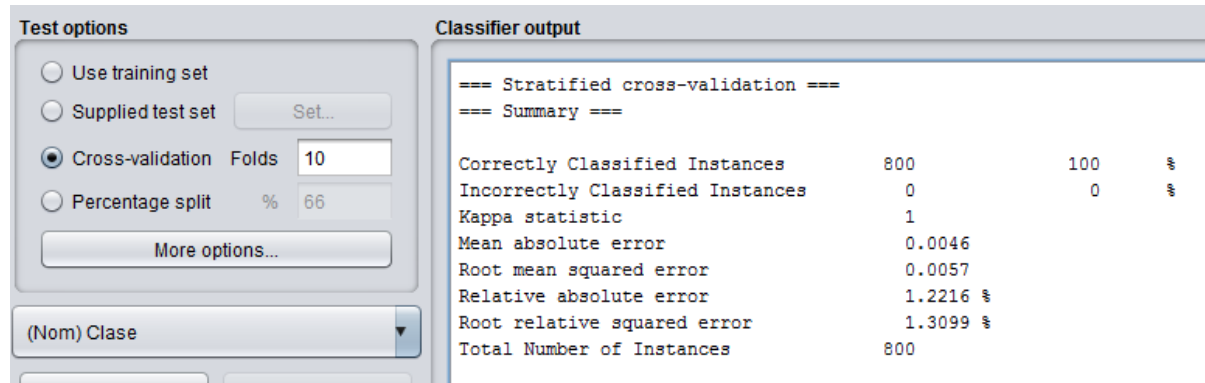 Test options
Use training set
Supplied test set Set...
Cross-validation Folds 10
Percentage split % 66
More options...
(Nom) Clase
Classifier output
=== Stratified cross-validation ===
=== Summary ===
Correctly Classified Instances 800 100 %
Incorrectly Classified Instances 0 0 %
Kappa statistic 1
Mean absolute error 0.0046
Root mean squared error 0.0057
Relative absolute error 1.2216 %
Root relative squared error 1.3099 %
Total Number of Instances 800